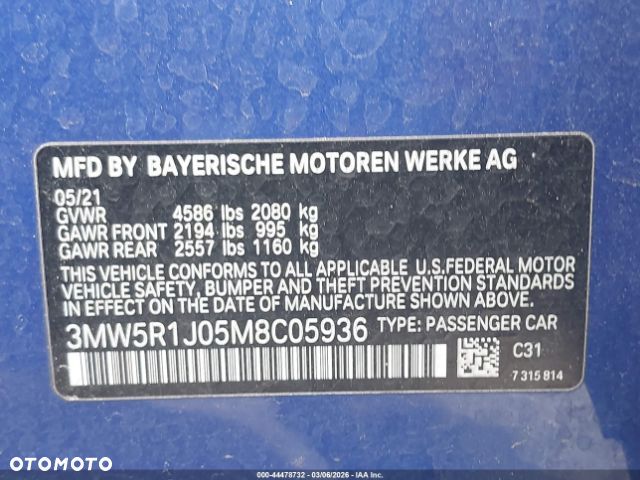 MFD BY BAYERISCHE MOTOREN WERKE AG
05/21
GVWR 4586 lbs 2080 kg
GAWR FRONT 2194 lbs 995 kg
GAWR REAR 2557 lbs 1160 kg
THIS VEHICLE CONFORMS TO ALL APPLICABLE U.S.FEDERAL MOTOR
VEHICLE SAFETY, BUMPER AND THEFT PREVENTION STANDARDS
IN EFFECT ON THE DATE OF MANUFACTURE SHOWN ABOVE.
3MW5R1J05M8C05936 TYPE: PASSENGER CAR
C31
7 315 814
OTOMOTO
000-44478732 - 03/06/2026 - IAA Inc.